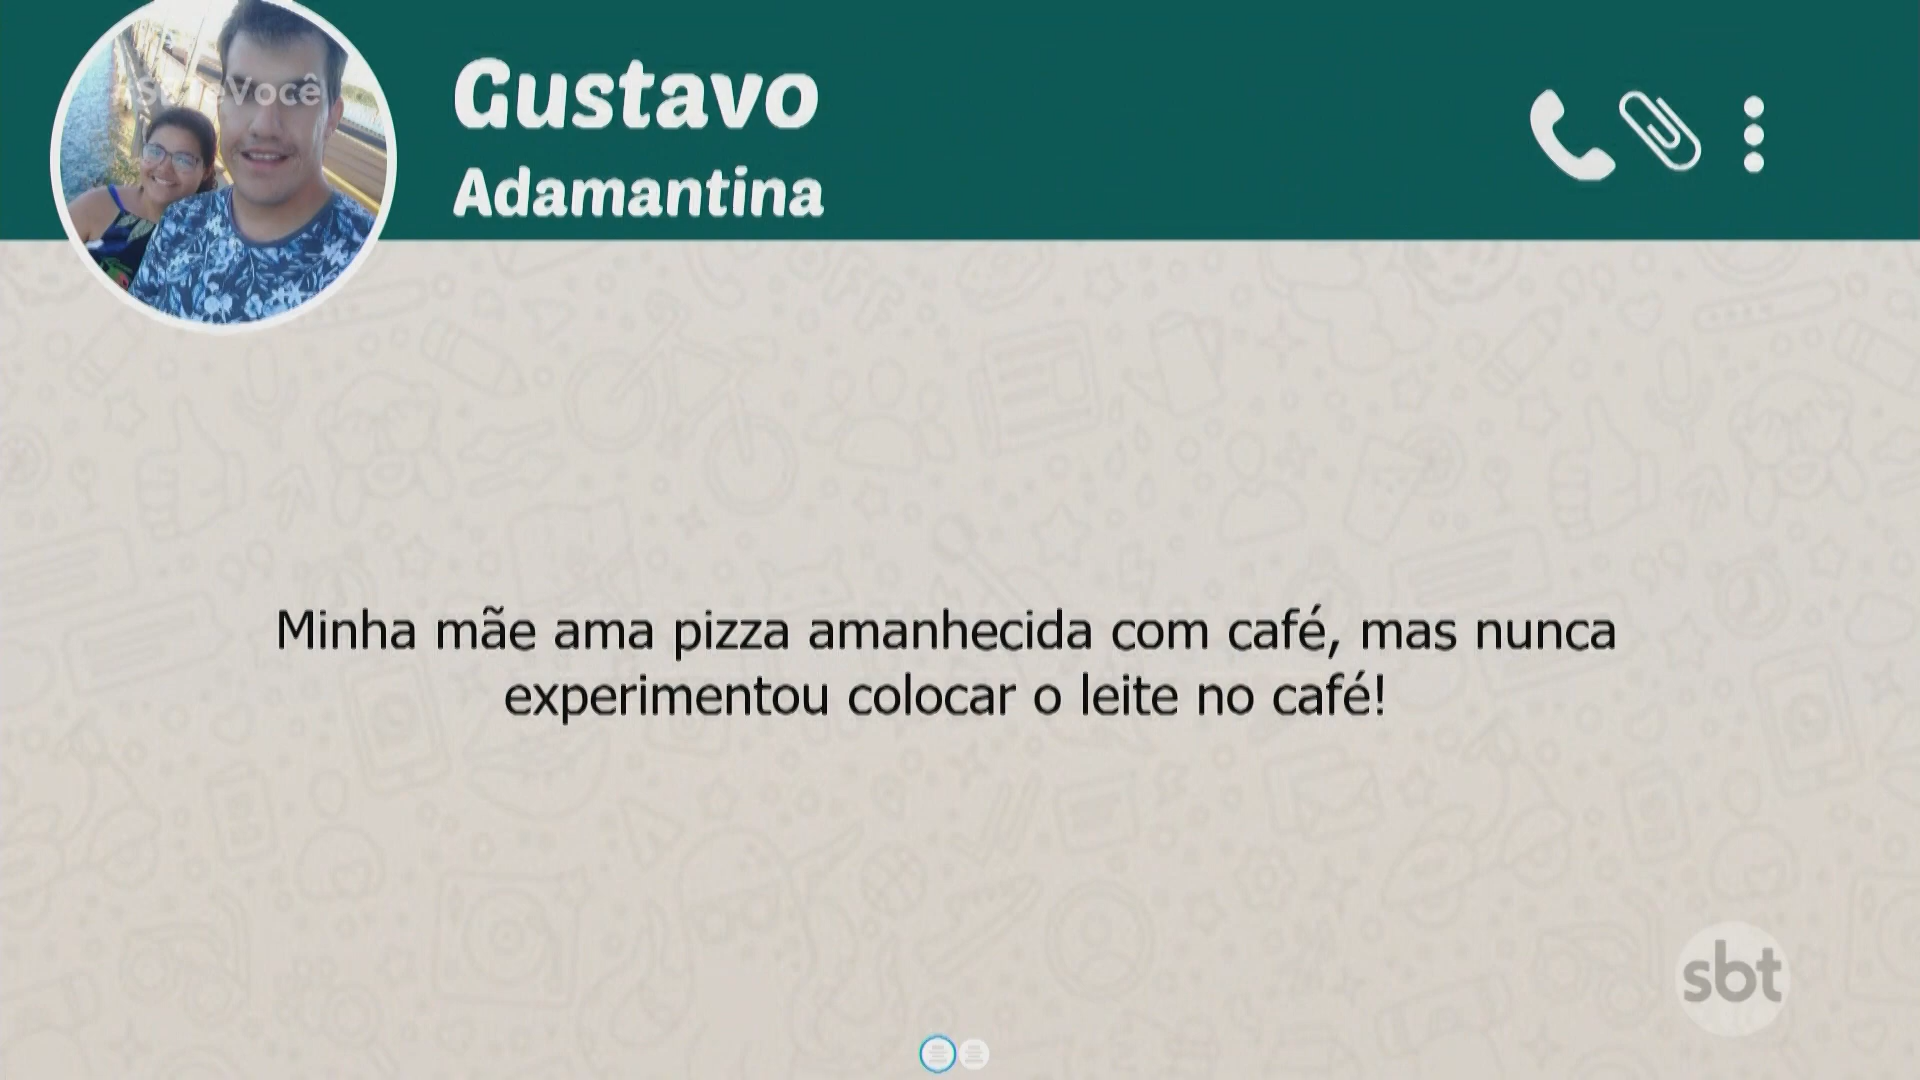 Gustavo
Adamantina
Minha mãe ama pizza amanhecida com café, mas nunca
experimentou colocar o leite no café!
sbt